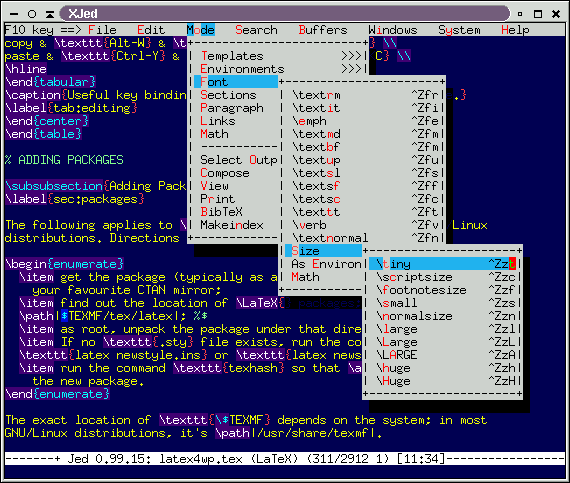 XJed
F10 key ==> File Edit Mode Search Buffers Windows System Help
copy & \texttt{Alt-W} & \t } \\
paste & \texttt{Ctrl-Y} & C} \\
\hline
\end{tabular}
\caption{Useful key bindin .}
\label{tab:editing}
\end{center}
\end{table}
% ADDING PACKAGES
\subsubsection{Adding Pack
\label{sec:packages}
The following applies to \ Linux
distributions. Directions
\begin{enumerate}
\item get the package (typically as a
your favourite CTAN mirror;
\item find out the location of \LaTeX{
\path|$TEXMF/tex/latex|; %$
\item as root, unpack the package under that dire
\item If no \texttt{.sty} file exists, run the co
\texttt{latex newstyle.ins} or \texttt{latex news
\item run the command \texttt{texhash} so that \
the new package.
\end{enumerate}
The exact location of \texttt{\$TEXMF} depends on the system; in most
GNU/Linux distributions, it's \path|/usr/share/texmf|.
-------+ Jed 0.99.15: latex4wp.tex (LaTeX) (311/2912 1) [11:34]----------------
Templates >>>
Environments >>>
Font
Sections
Paragraph
Links
Math
Select Outp
Compose
View
Print
BibTeX
Makeindex
\textrm ^Zfr
\textit ^Zfi
\emph ^Zfe
\textmd ^Zfm
\textbf ^Zfb
\textup ^Zfu
\textsl ^Zfs
\textsf ^Zff
\textsc ^Zfc
\texttt ^Zft
\verb ^Zfv
\textnormal ^Zfn
Size
As Environ
Math
\tiny ^Zzt
\scriptsize ^Zzc
\footnotesize ^Zzf
\small ^Zzs
\normalsize ^Zzn
\large ^Zzl
\Large ^ZzL
\LARGE ^ZzA
\huge ^Zzh
\Huge ^ZzH